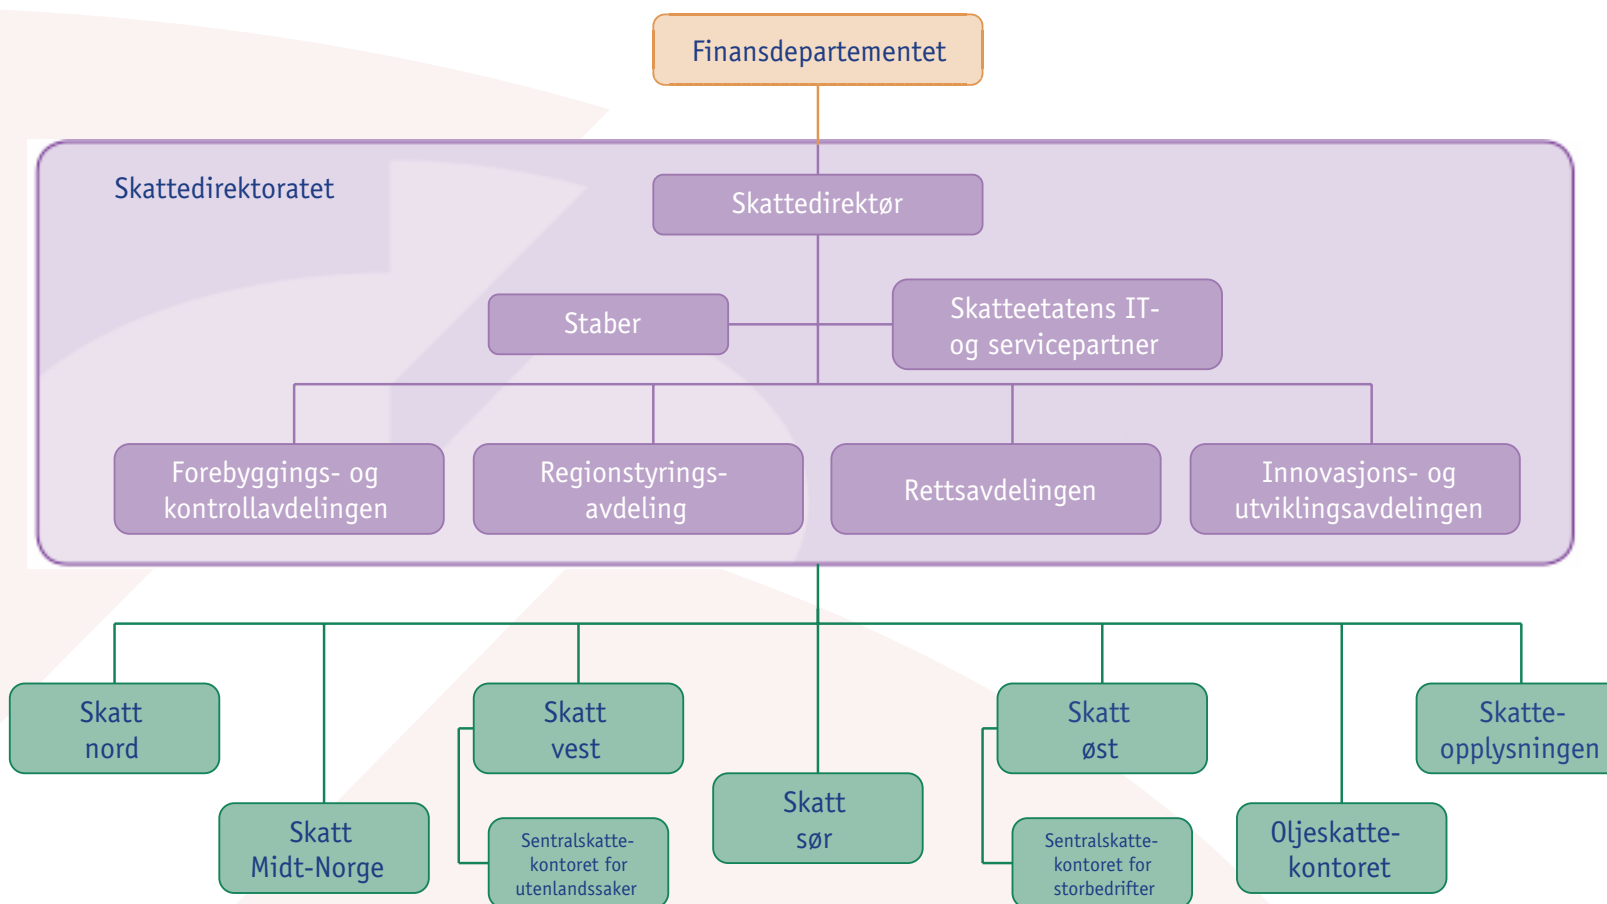 Finansdepartementet
Skattedirektoratet
Skattedirektør
Staber
Skatteetatens IT-
og servicepartner
Forebyggings- og
kontrollavdelingen
Regionstyrings-
avdeling
Rettsavdelingen
Innovasjons- og
utviklingsavdelingen
Skatt
nord
Skatt
Midt-Norge
Skatt
vest
Sentralskatte-
kontoret for
utenlandssaker
Skatt
sør
Skatt
øst
Sentralskatte-
kontoret for
storbedrifter
Oljeskatte-
kontoret
Skatte-
opplysningen